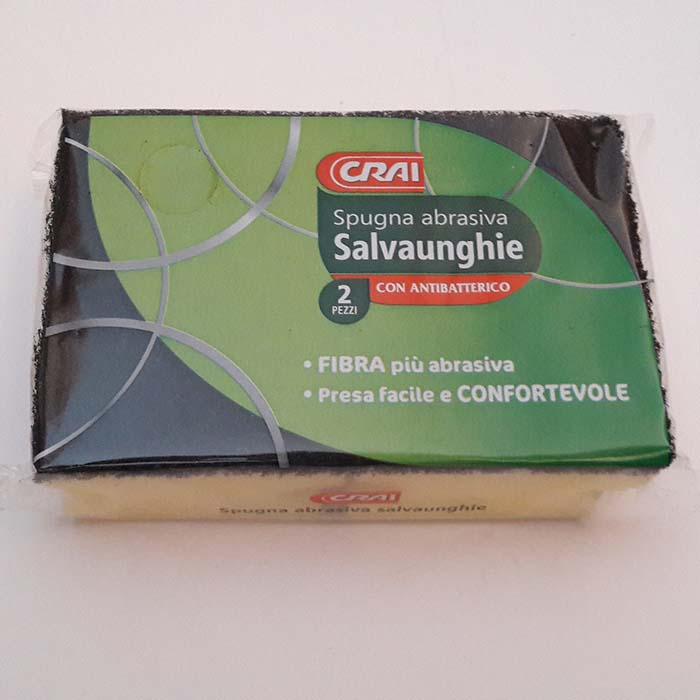 CRAI
Spugna abrasiva
Salvaunghie
2
PEZZI
CON ANTIBATTERICO
• FIBRA più abrasiva
• Presa facile e CONFORTEVOLE
CRAI
Spugna abrasiva salvaunghie